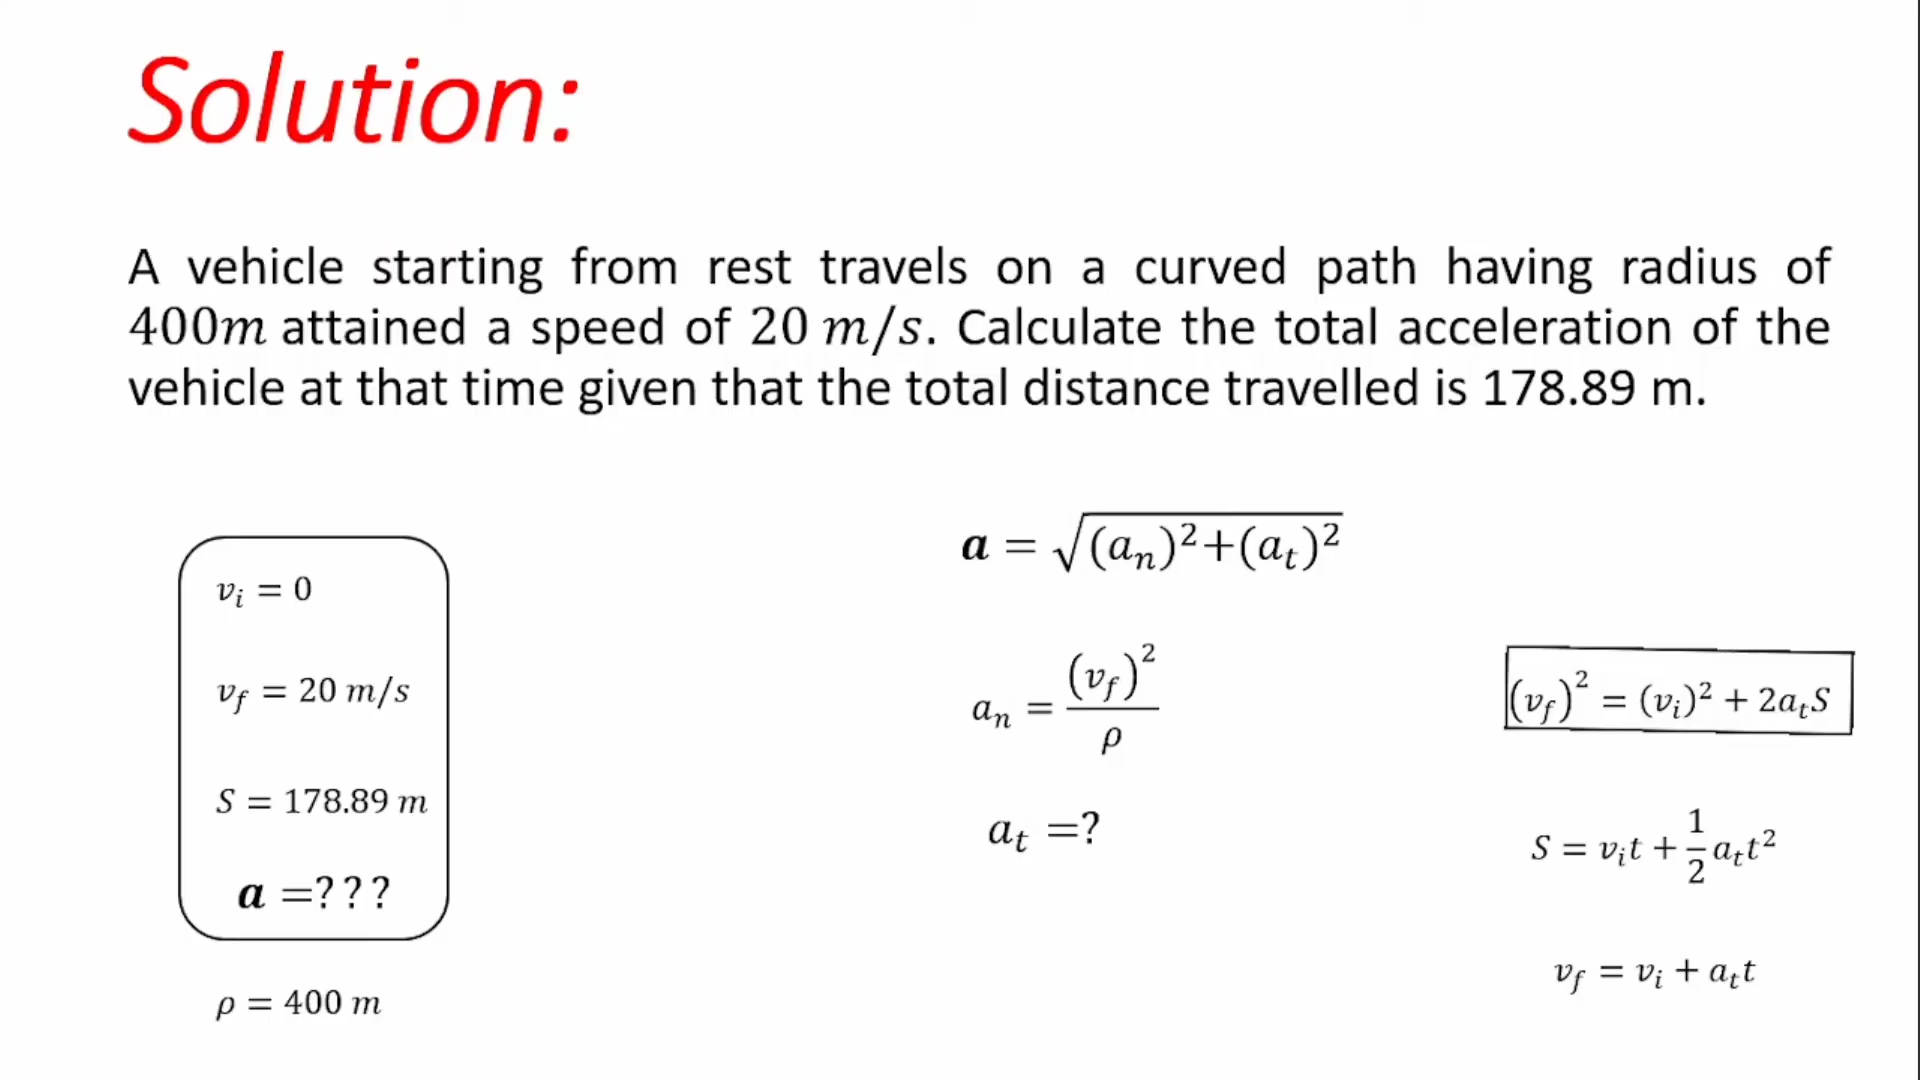 Solution:
A vehicle starting from rest travels on a curved path having radius of
400m attained a speed of 20 m/s. Calculate the total acceleration of the
vehicle at that time given that the total distance travelled is 178.89 m.
v_i = 0
v_f = 20 m/s
S = 178.89 m
a =???
ρ = 400 m
a = √((a_n)²+(a_t)²)
a_n = (v_f)²/ρ
a_t =?
(v_f)² = (v_i)² + 2a_tS
S = v_it + 1/2 a_tt²
v_f = v_i + a_tt